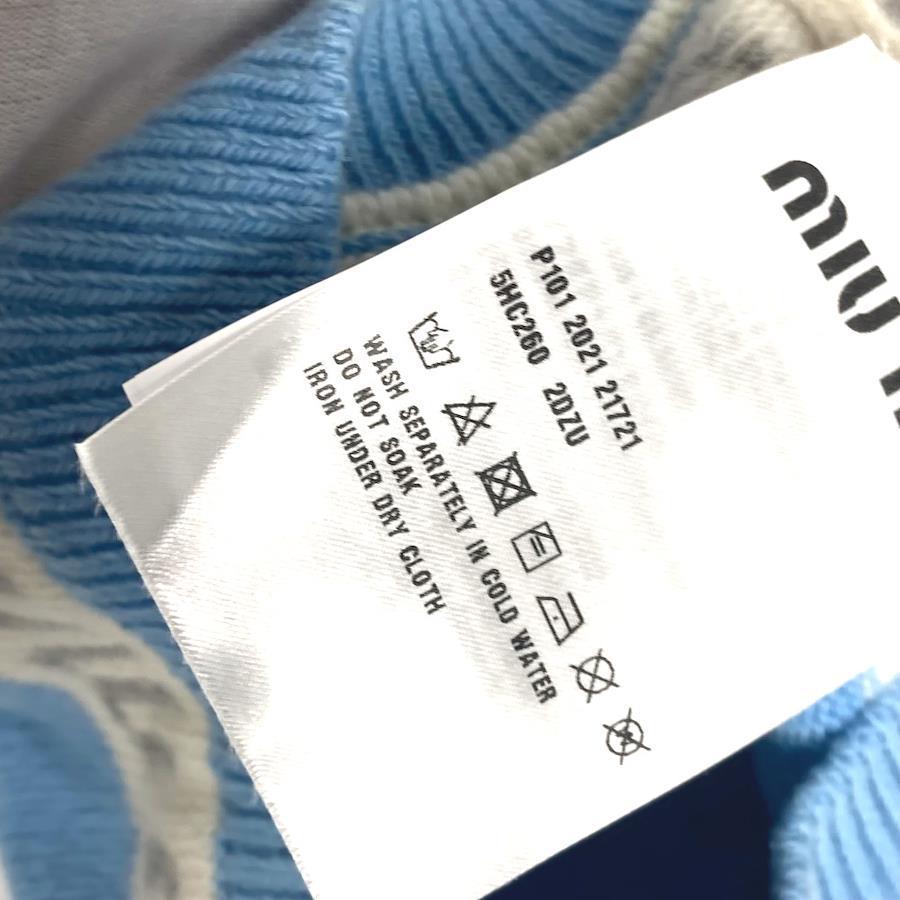 miu
P101 2021 21721
5HC260 2DZU
WASH SEPARATELY IN COLD WATER
DO NOT SOAK
IRON UNDER DRY CLOTH